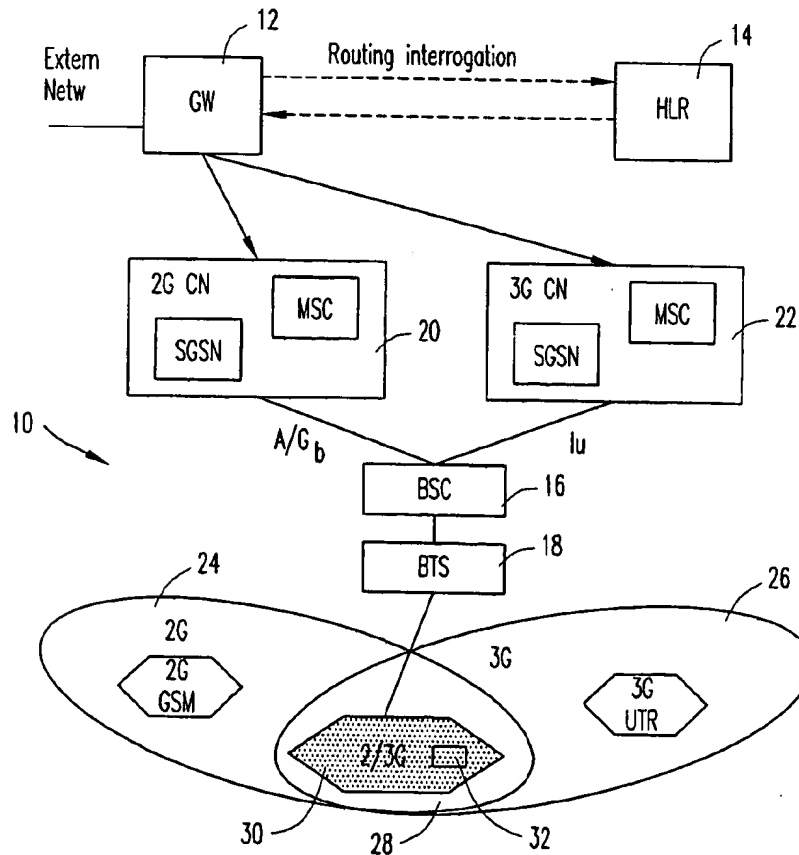 12
Extern
Netw
Routing interrogation
14
GW
HLR
2G CN
MSC
SGSN
20
3G CN
MSC
SGSN
22
10
A/Gb
Iu
BSC
16
BTS
18
24
26
2G
3G
2G
GSM
3G
UTR
2/3G
30
28
32